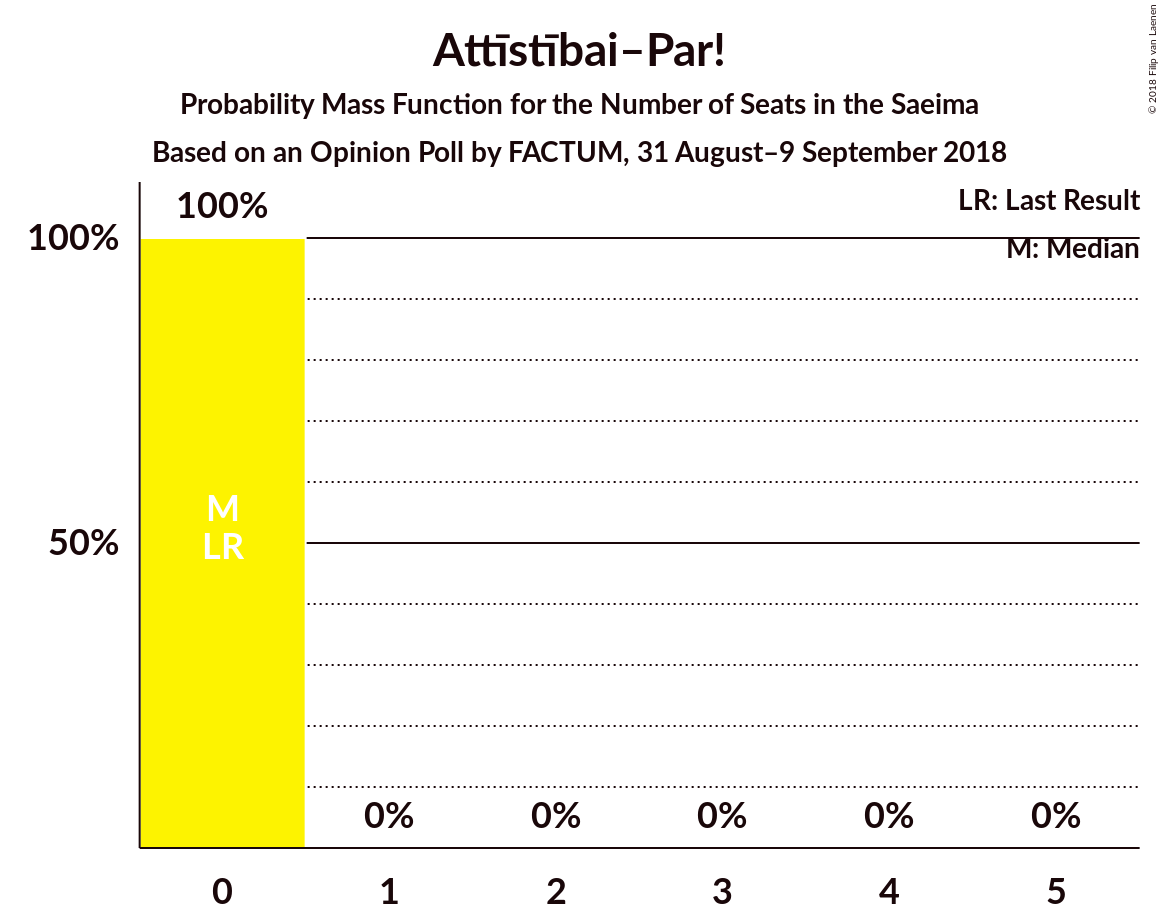 Attīstībai–Par!
Probability Mass Function for the Number of Seats in the Saeima
Based on an Opinion Poll by FACTUM, 31 August–9 September 2018
© 2018 Filip van Laenen
LR: Last Result
M: Median
100%
100%
50%
M
LR
0% 0% 0% 0% 0%
0 1 2 3 4 5